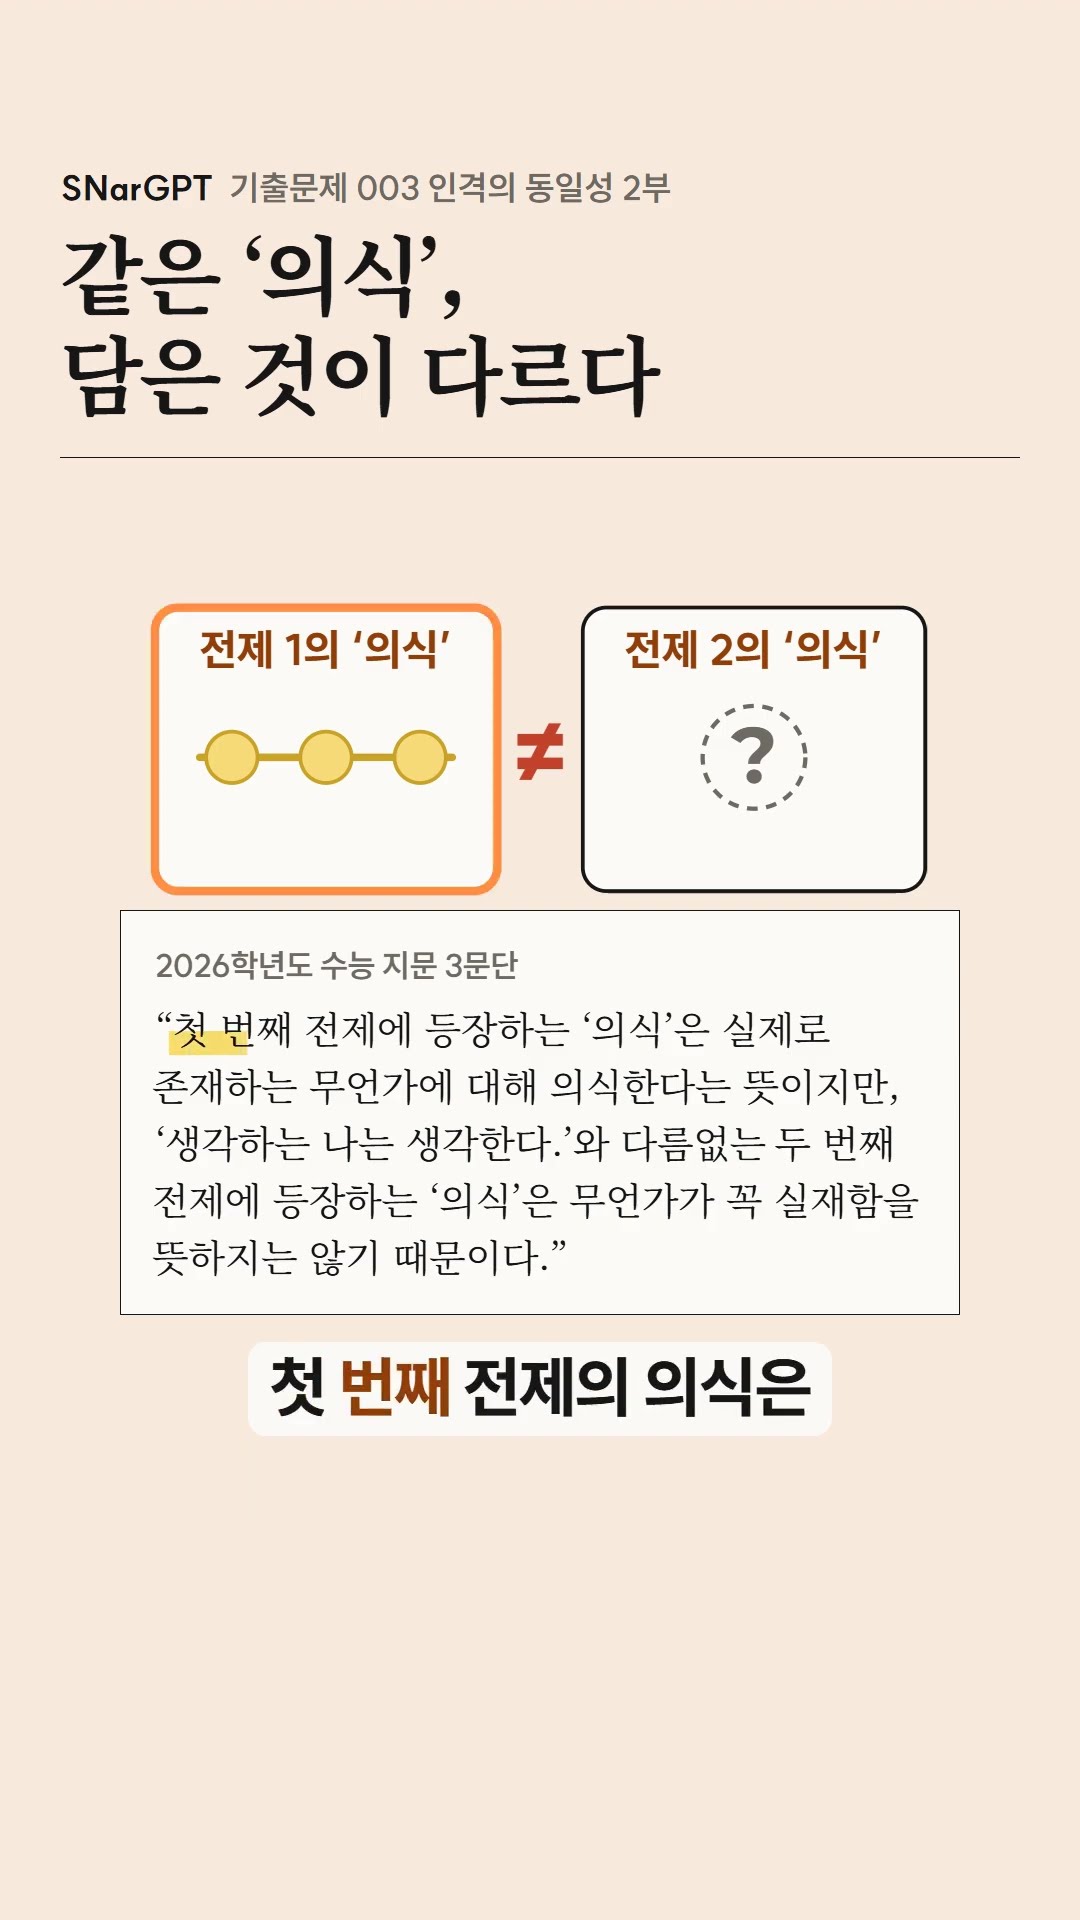 SNarGPT 기출문제 003 인격의 동일성 2부
같은 ‘의식’,
담은 것이 다르다
전제 1의 ‘의식’
≠
전제 2의 ‘의식’
?
2026학년도 수능 지문 3문단
“첫 번째 전제에 등장하는 ‘의식’은 실제로
존재하는 무언가에 대해 의식한다는 뜻이지만,
‘생각하는 나는 생각한다.’와 다름없는 두 번째
전제에 등장하는 ‘의식’은 무언가가 꼭 실재함을
뜻하지는 않기 때문이다.”
첫 번째 전제의 의식은